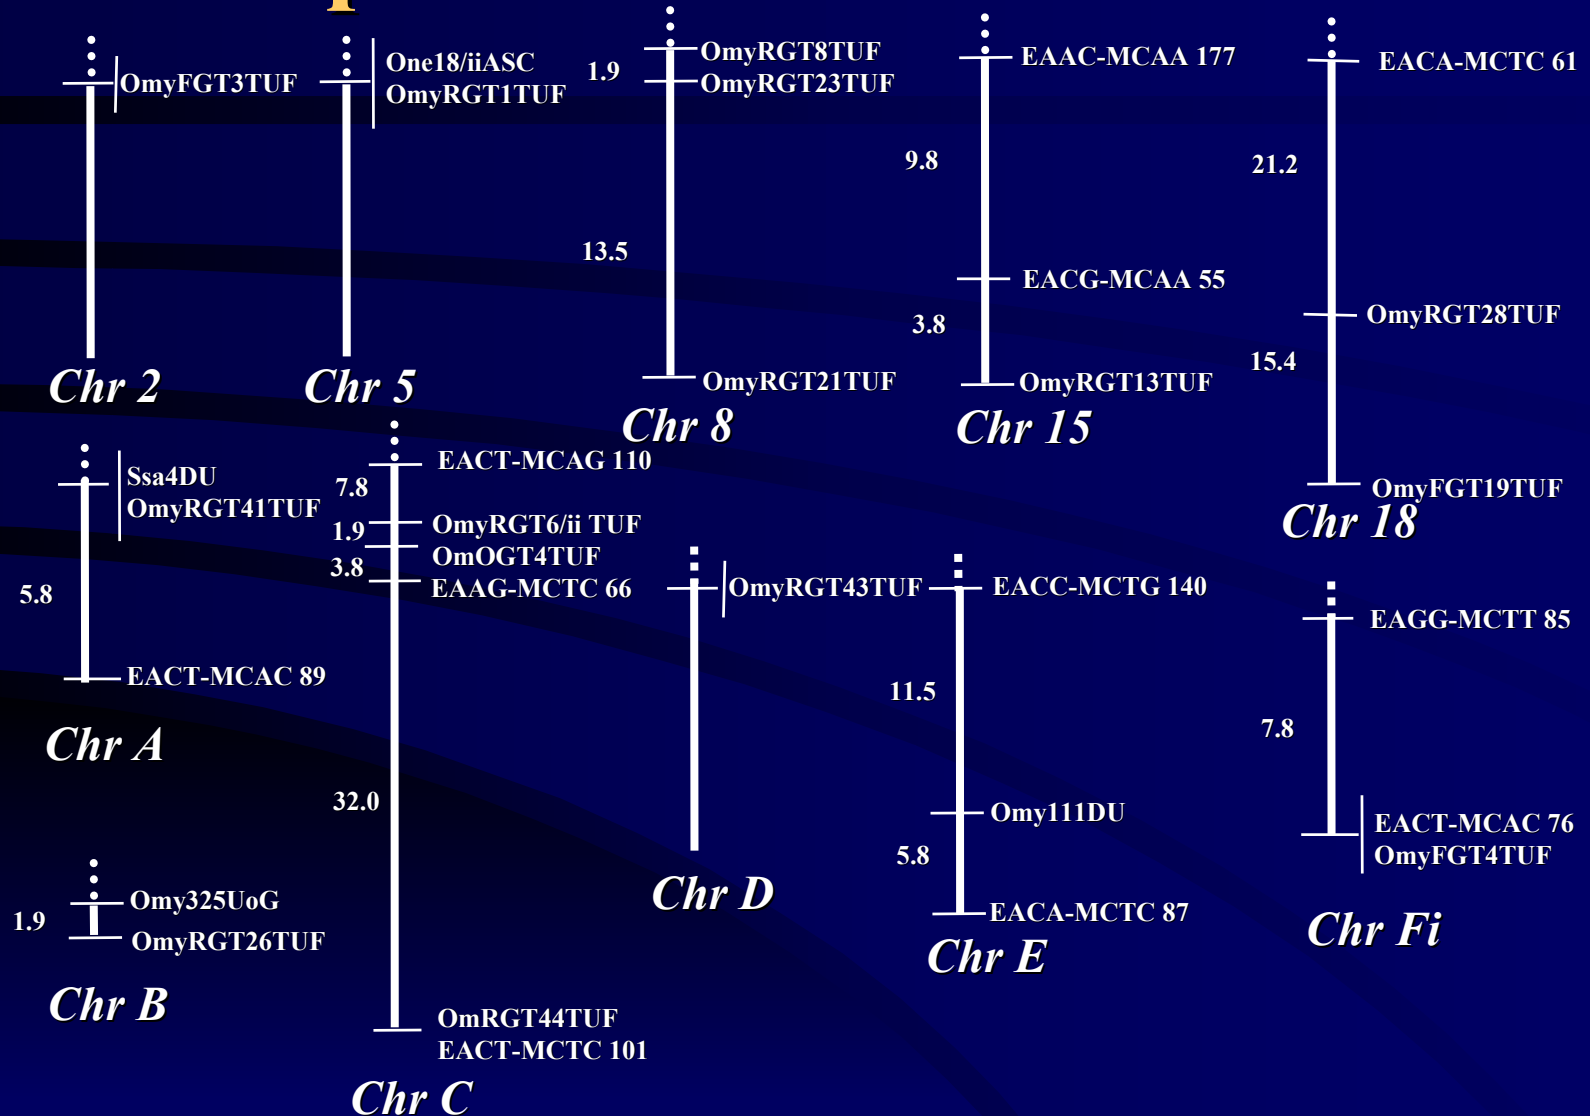 OmyFGT3TUF
Chr 2
One18/iiASC
OmyRGT1TUF
Chr 5
1.9
OmyRGT8TUF
OmyRGT23TUF
13.5
OmyRGT21TUF
Chr 8
EAAC-MCAA 177
9.8
EACG-MCAA 55
3.8
OmyRGT13TUF
Chr 15
EACA-MCTC 61
21.2
OmyRGT28TUF
15.4
OmyFGT19TUF
Chr 18
Ssa4DU
OmyRGT41TUF
5.8
EACT-MCAC 89
Chr A
Omy325UoG
1.9
OmyRGT26TUF
Chr B
EACT-MCAG 110
7.8
OmyRGT6/ii TUF
1.9
OmOGT4TUF
3.8
EAAG-MCTC 66
32.0
OmRGT44TUF
EACT-MCTC 101
Chr C
OmyRGT43TUF
Chr D
EACC-MCTG 140
11.5
Omy111DU
5.8
EACA-MCTC 87
Chr E
EAGG-MCTT 85
7.8
EACT-MCAC 76
OmyFGT4TUF
Chr Fi